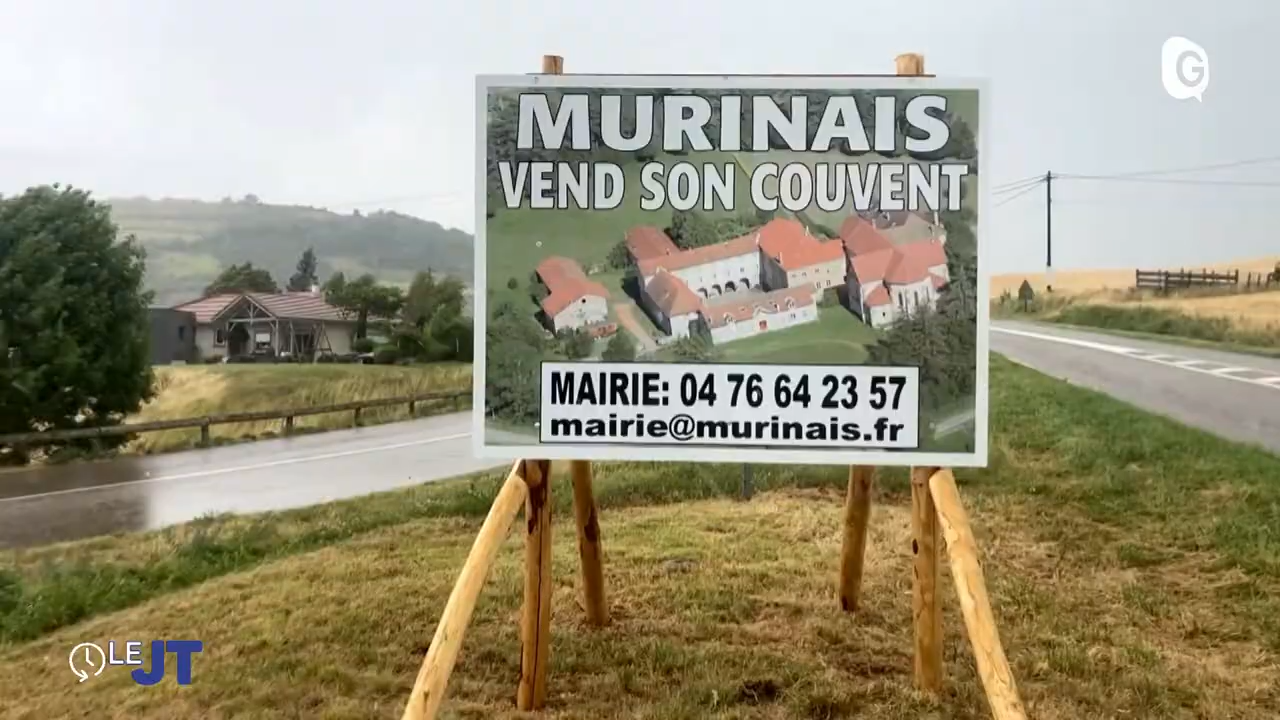 G
MURINAIS
VEND SON COUVENT
MAIRIE: 04 76 64 23 57
mairie@murinais.fr
LE JT